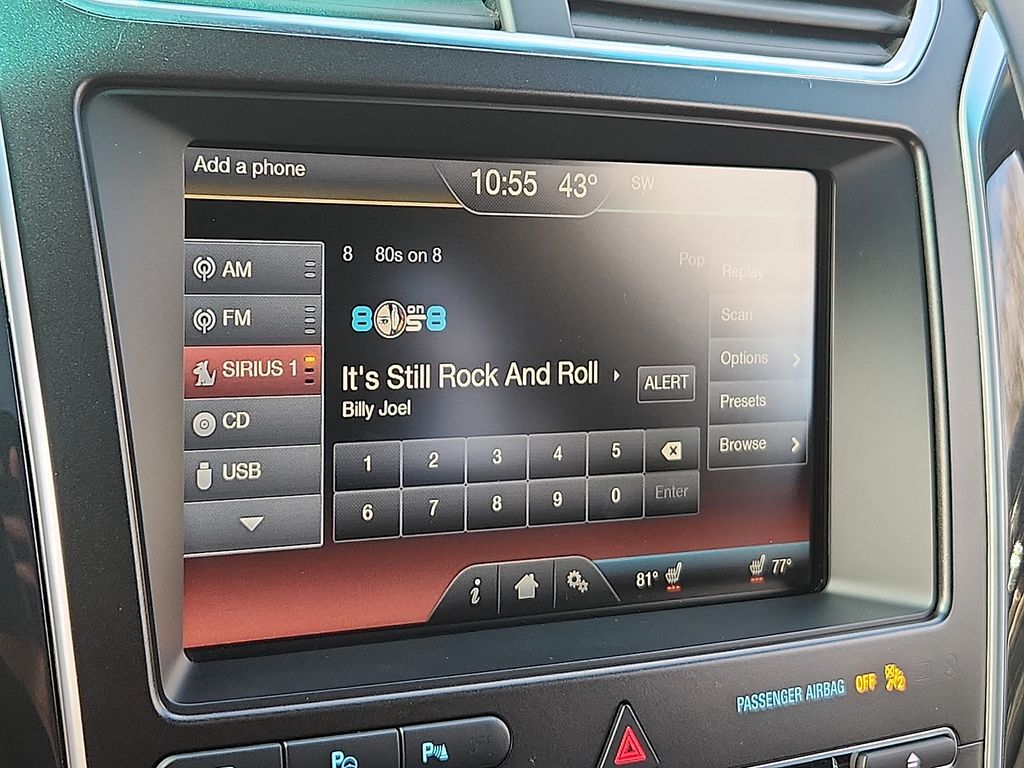 Add a phone
10:55 43° SW
8 80s on 8 Pop
80s on 8
AM
FM
SIRIUS 1
CD
USB
It's Still Rock And Roll
Billy Joel
ALERT
1 2 3 4 5
6 7 8 9 0 Enter
Replay
Scan
Options
Presets
Browse
i
81° 77°
PASSENGER AIRBAG OFF
P P OFF